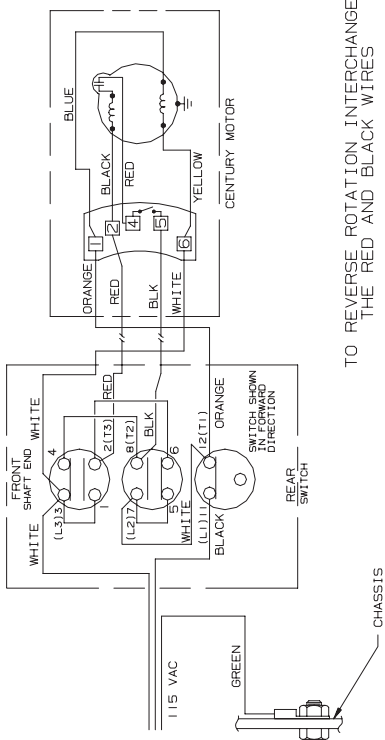 FRONT
SHAFT END
WHITE
WHITE
4
(L3)3
1
2(T3)
RED
8(T2)
(L2)7
BLK
6
5
WHITE
12(T1)
(L1)11
BLACK
ORANGE
SWITCH SHOWN
IN FORWARD
DIRECTION
REAR
SWITCH
115 VAC
GREEN
CHASSIS
BLUE
BLACK
RED
YELLOW
CENTURY MOTOR
1
2
4
5
6
ORANGE
RED
BLK
WHITE
TO REVERSE ROTATION INTERCHANGE
THE RED AND BLACK WIRES